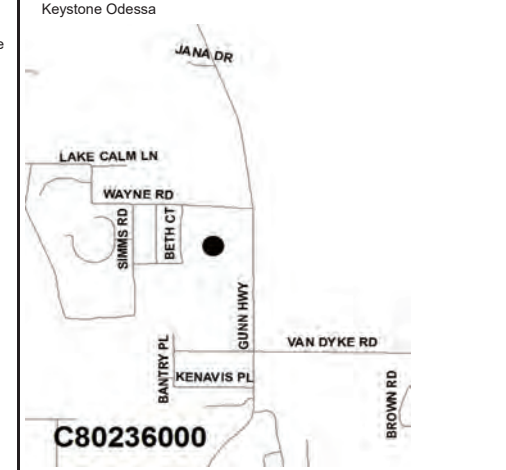 Keystone Odessa
e
JANA DR
LAKE CALM LN
WAYNE RD
SIMMS RD
BETH CT
GUNN HWY
VAN DYKE RD
BANTRY PL
KENAVIS PL
BROWN RD
C80236000